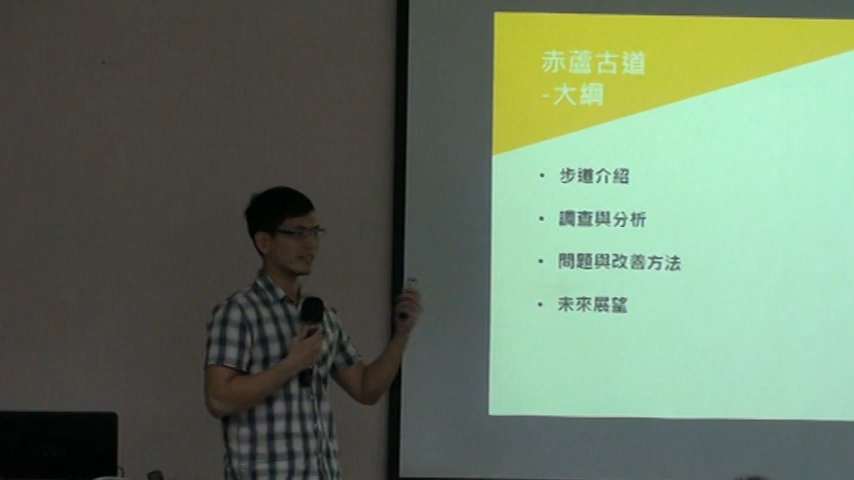 赤蘆古道
-大綱
• 步道介紹
• 調查與分析
• 問題與改善方法
• 未來展望